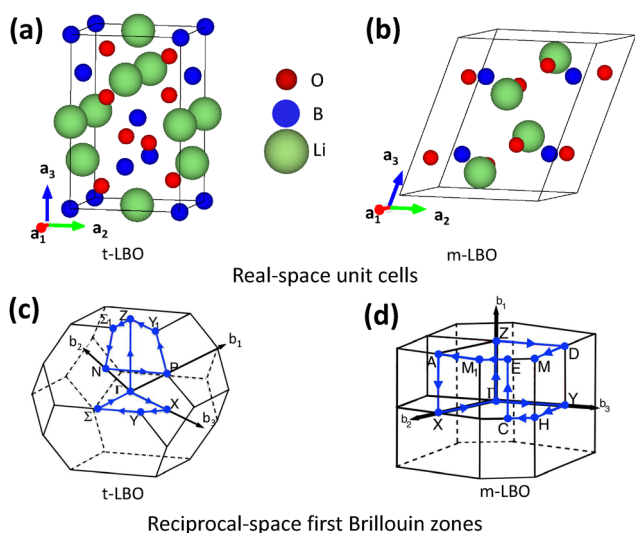 (a)
(b)
O
B
Li
a3
a1
a2
a3
a1
a2
t-LBO
m-LBO
Real-space unit cells
(c)
(d)
Σ1
Z
Y1
b1
b2
N
P
Γ
Σ
Y
X
b3
t-LBO
b1
Z
D
A
M1
E
M
Γ
Y
b3
b2
X
C
H
m-LBO
Reciprocal-space first Brillouin zones